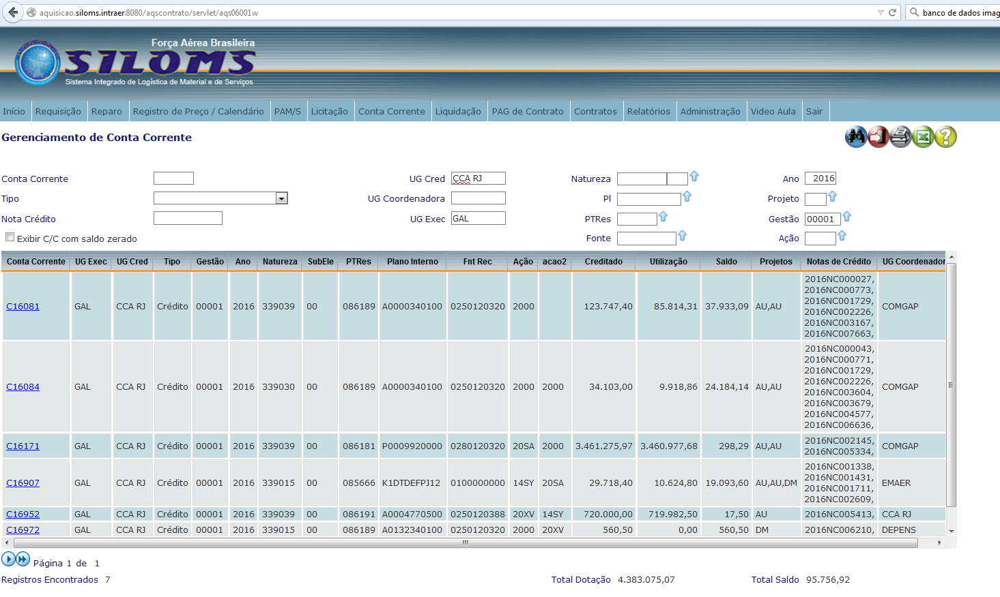 aquisicao.siloms.intraer:8080/aqscontrato/servlet/aqs06001w
banco de dados imag
Força Aérea Brasileira
SILOMS
Sistema Integrado de Logística de Material e de Serviços
Início Requisição Reparo Registro de Preço / Calendário PAM/S Licitação Conta Corrente Liquidação PAG de Contrato Contratos Relatórios Administração Video Aula Sair
Gerenciamento de Conta Corrente
Conta Corrente UG Cred CCA RJ Natureza Ano 2016
Tipo UG Coordenadora PI Projeto
Nota Crédito UG Exec GAL PTRes Gestão 00001
Exibir C/C com saldo zerado Fonte Ação
Conta Corrente UG Exec UG Cred Tipo Gestão Ano Natureza SubEle PTRes Plano Interno Fnt Rec Ação acao2 Creditado Utilização Saldo Projetos Notas de Crédito UG Coordenador
2016NC000027,
2016NC000773,
2016NC001729,
C16081 GAL CCA RJ Crédito 00001 2016 339039 00 086189 A0000340100 0250120320 2000 123.747,40 85.814,31 37.933,09 AU,AU COMGAP
2016NC002226,
2016NC003167,
2016NC007663,
2016NC000043,
2016NC000771,
2016NC001729,
2016NC002226,
C16084 GAL CCA RJ Crédito 00001 2016 339030 00 086189 A0000340100 0250120320 2000 2000 34.103,00 9.918,86 24.184,14 AU,AU COMGAP
2016NC003604,
2016NC003679,
2016NC004577,
2016NC006636,
C16171 GAL CCA RJ Crédito 00001 2016 339039 00 086181 P0009920000 0280120320 20SA 2000 3.461.275,97 3.460.977,68 298,29 AU,AU 2016NC002145, COMGAP
2016NC005334,
2016NC001338,
2016NC001431,
C16907 GAL CCA RJ Crédito 00001 2016 339015 00 085666 K1DTDEFPJ12 0100000000 14SY 20SA 29.718,40 10.624,80 19.093,60 AU,AU,DM EMAER
2016NC001711,
2016NC002609,
C16952 GAL CCA RJ Crédito 00001 2016 339039 00 086191 A0004770500 0250120388 20XV 14SY 720.000,00 719.982,50 17,50 AU 2016NC005413, CCA RJ
C16972 GAL CCA RJ Crédito 00001 2016 339015 00 086189 A0132340100 0250120320 2000 20XV 560,50 0,00 560,50 DM 2016NC006210, DEPENS
Página 1 de 1
Registros Encontrados 7 Total Dotação 4.383.075,07 Total Saldo 95.756,92